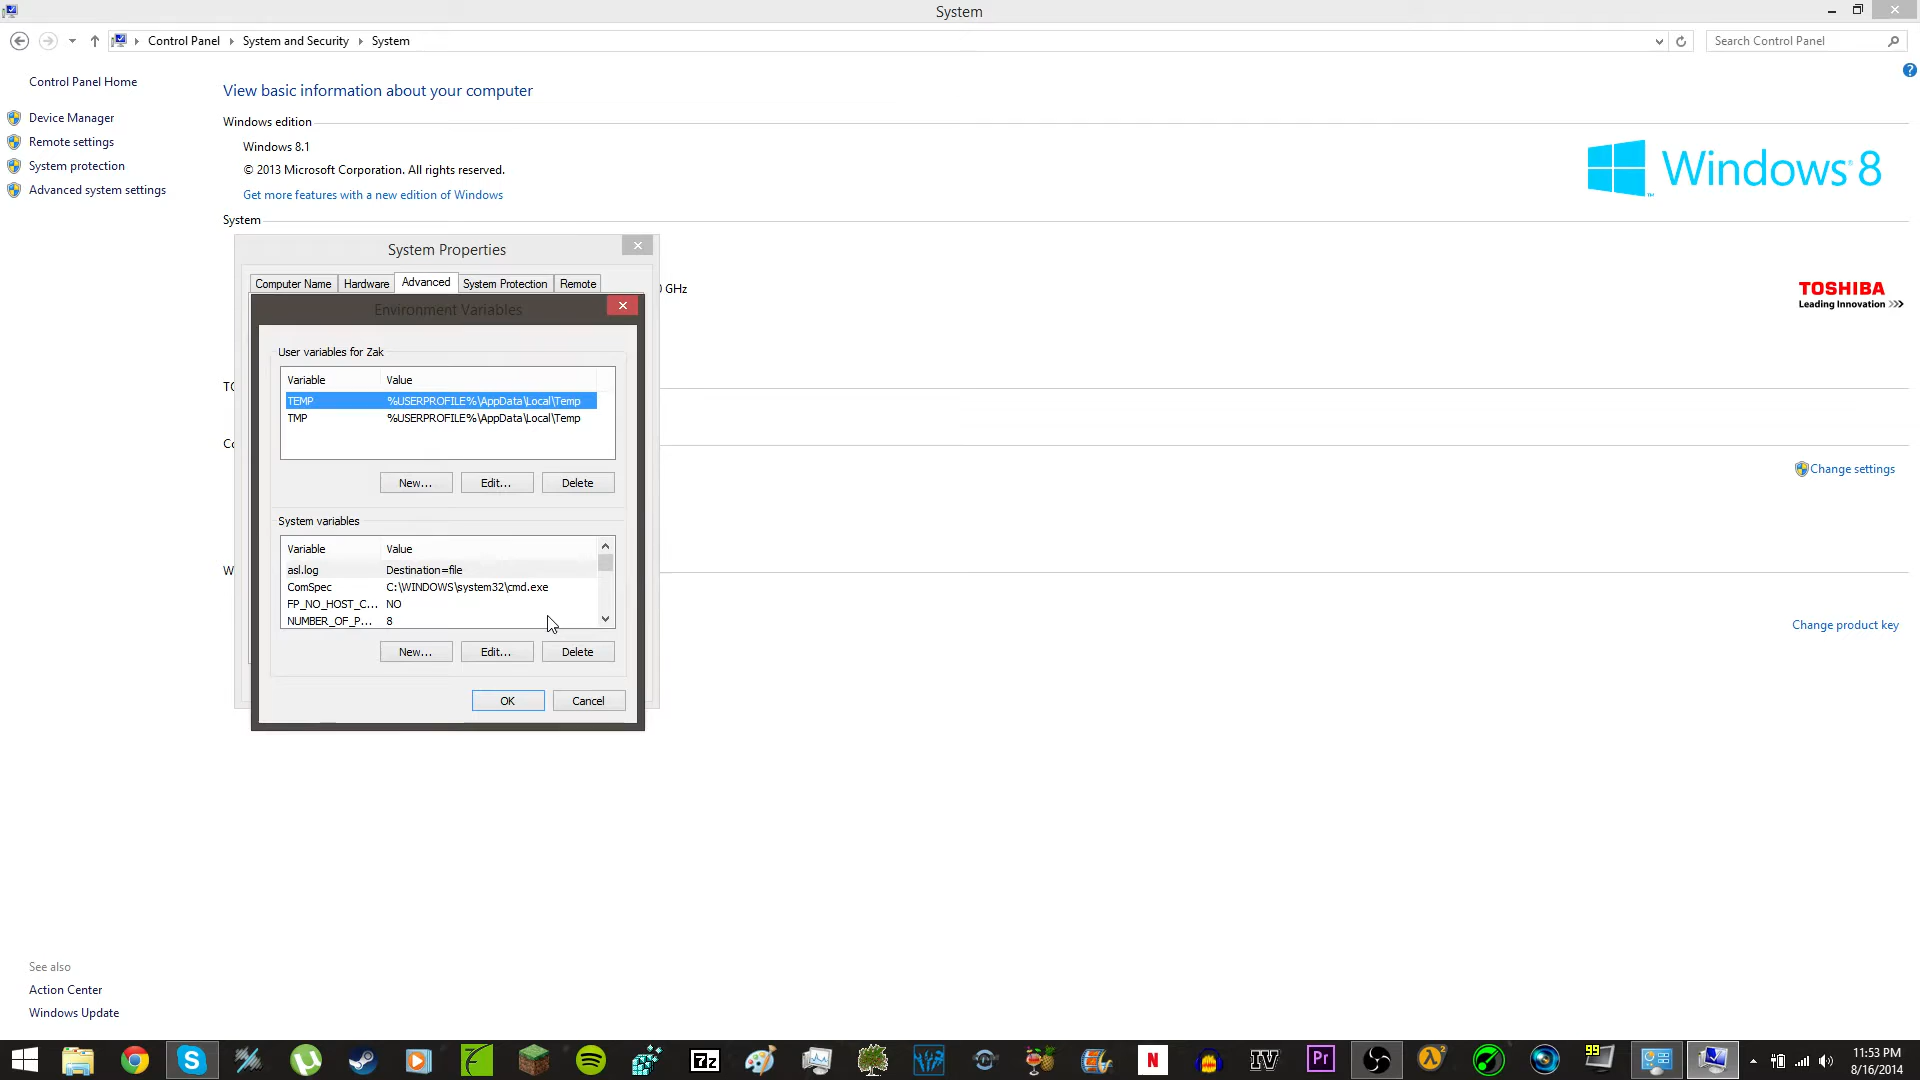 System
Control Panel
System and Security
System
Search Control Panel
Control Panel Home
Device Manager
Remote settings
System protection
Advanced system settings
View basic information about your computer
Windows edition
Windows 8.1
© 2013 Microsoft Corporation. All rights reserved.
Get more features with a new edition of Windows
Windows 8
System
System Properties
Computer Name
Hardware
Advanced
System Protection
Remote
GHz
TOSHIBA
Leading Innovation >>>
Environment Variables
User variables for Zak
Variable Value
TEMP %USERPROFILE%\AppData\Local\Temp
TMP %USERPROFILE%\AppData\Local\Temp
New... Edit... Delete
Change settings
System variables
Variable Value
asl.log Destination=file
ComSpec C:\WINDOWS\system32\cmd.exe
FP_NO_HOST_C... NO
NUMBER_OF_P... 8
New... Edit... Delete
Change product key
OK Cancel
See also
Action Center
Windows Update
7z
N
IV
Pr
99
11:53 PM
8/16/2014